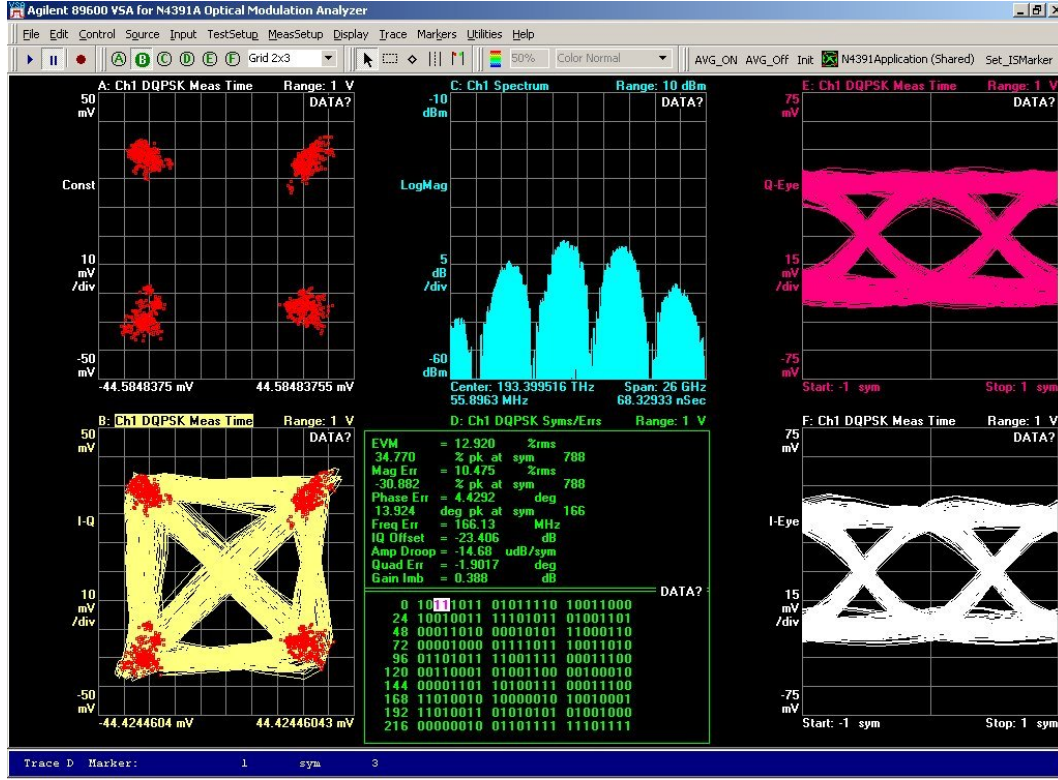 Agilent 89600 VSA for N4391A Optical Modulation Analyzer
File Edit Control Source Input TestSetup MeasSetup Display Trace Markers Utilities Help
A B C D E F Grid 2x3 50% Color Normal AVG_ON AVG_Off Init N4391Application (Shared) Set_ISMarker
A: Ch1 DQPSK Meas Time Range: 1 V
50
mV
DATA?
Const
10
mV
/div
-50
mV
-44.5848375 mV 44.58483755 mV
C: Ch1 Spectrum Range: 10 dBm
-10
dBm
DATA?
LogMag
5
dB
/div
-60
dBm
Center: 193.399516 THz Span: 26 GHz
55.8963 MHz 68.32933 nSec
E: Ch1 DQPSK Meas Time Range: 1 V
75
mV
DATA?
Q-Eye
15
mV
/div
-75
mV
Start: -1 sym Stop: 1 sym
B: Ch1 DQPSK Meas Time Range: 1 V
50
mV
DATA?
I-Q
10
mV
/div
-50
mV
-44.4244604 mV 44.42446043 mV
D: Ch1 DQPSK Syms/Errs Range: 1 V
EVM = 12.920 %rms
34.770 % pk at sym 788
Mag Err = 10.475 %rms
-30.882 % pk at sym 788
Phase Err = 4.4292 deg
13.924 deg pk at sym 166
Freq Err = 166.13 MHz
IQ Offset = -23.406 dB
Amp Droop = -14.68 udB/sym
Quad Err = -1.9017 deg
Gain Imb = 0.388 dB
DATA?
0 10111011 01011110 10011000
24 10010011 11101011 01001101
48 00011010 00010101 11000110
72 00001000 01111011 10011010
96 01101011 11001111 00011100
120 00110001 01001100 00100010
144 00001101 10100111 00011100
168 11010010 10000010 10010001
192 11010011 01010101 01001000
216 00000010 01101111 11101111
F: Ch1 DQPSK Meas Time Range: 1 V
75
mV
DATA?
I-Eye
15
mV
/div
-75
mV
Start: -1 sym Stop: 1 sym
Trace D Marker: 1 sym 3